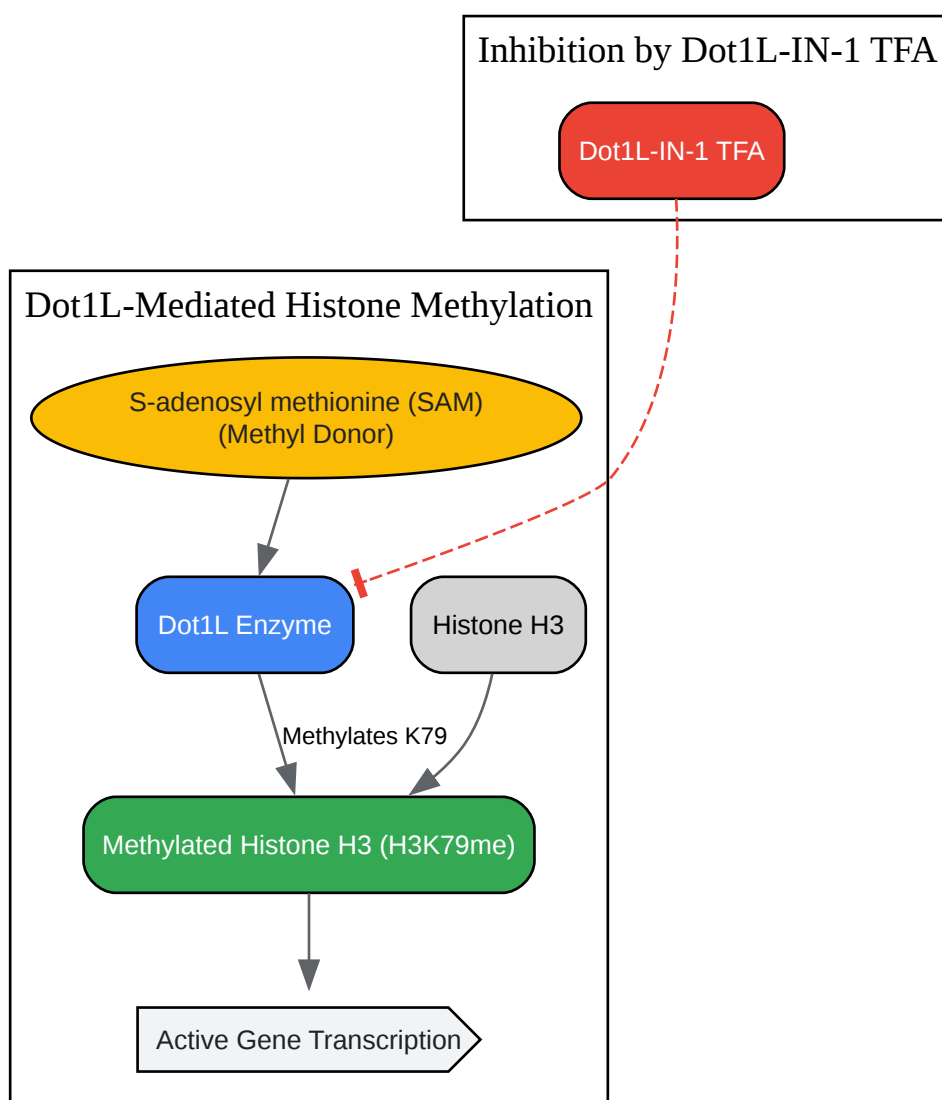 Inhibition by Dot1L-IN-1 TFA
Dot1L-IN-1 TFA
Dot1L-Mediated Histone Methylation
S-adenosyl methionine (SAM)
(Methyl Donor)
Dot1L Enzyme
Histone H3
Methylates K79
Methylated Histone H3 (H3K79me)
Active Gene Transcription